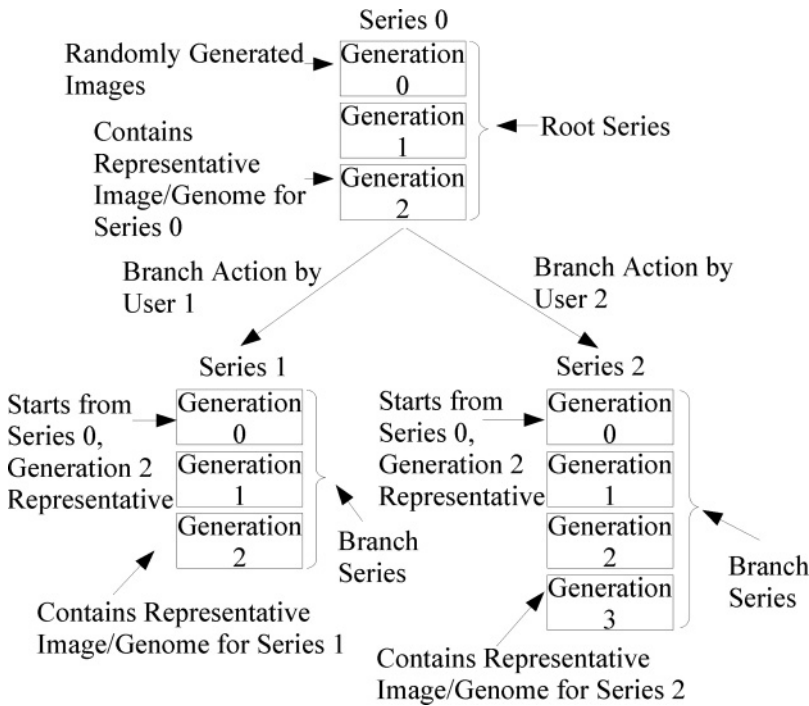 Series 0
Randomly Generated
Images
Generation
0
Generation
1
Generation
2
Root Series
Contains
Representative
Image/Genome for
Series 0
Branch Action by
User 1
Branch Action by
User 2
Series 1
Starts from
Series 0,
Generation 2
Representative
Generation
0
Generation
1
Generation
2
Branch
Series
Contains Representative
Image/Genome for Series 1
Series 2
Starts from
Series 0,
Generation 2
Representative
Generation
0
Generation
1
Generation
2
Generation
3
Branch
Series
Contains Representative
Image/Genome for Series 2